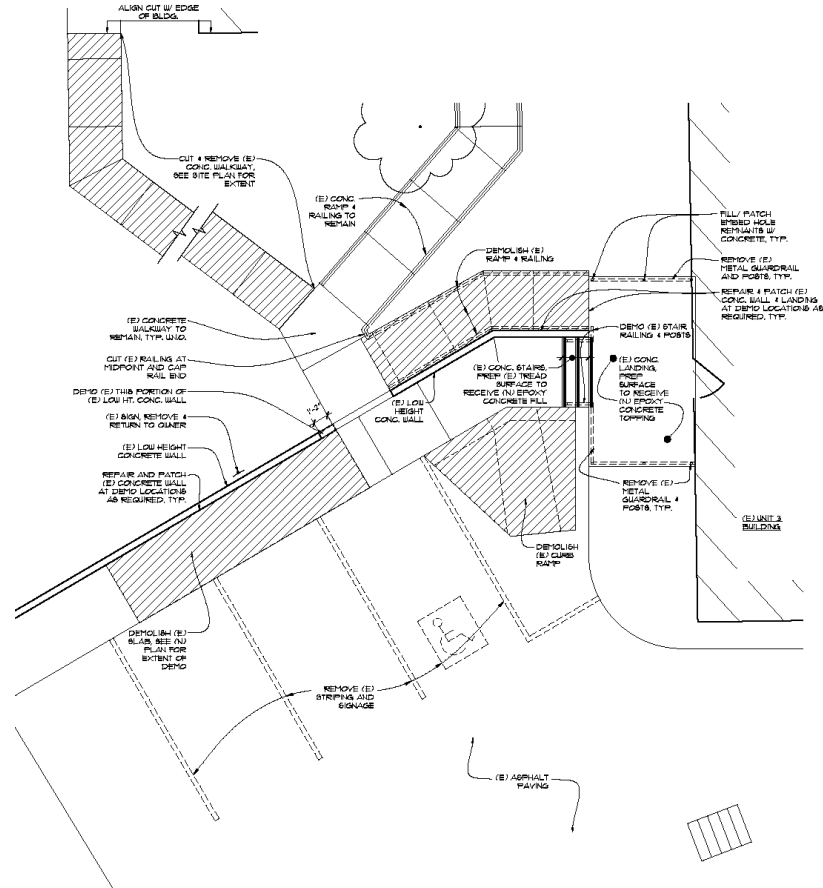 ALIGN CUT W/ EDGE
OF BLDG.
CUT & REMOVE (E)
CONC. WALKWAY,
SEE SITE PLAN FOR
EXTENT
(E) CONC.
RAMP &
RAILING TO
REMAIN
FILL/ PATCH
EMBED HOLE
REMNANTS W/
CONCRETE, TYP.
DEMOLISH (E)
RAMP & RAILING
REMOVE (E)
METAL GUARDRAIL
AND POSTS, TYP.
REPAIR & PATCH (E)
CONC. WALL & LANDING
AT DEMO LOCATIONS AS
REQUIRED, TYP.
(E) CONCRETE
WALKWAY TO
REMAIN, TYP. U.N.O.
DEMO (E) STAIR
RAILING & POSTS
CUT (E) RAILING AT
MIDPOINT AND CAP
RAIL END
(E) CONC. STAIRS,
PREP (E) TREAD
SURFACE TO
RECEIVE (N) EPOXY
CONCRETE FILL
(E) CONC.
LANDING,
PREP
SURFACE
TO RECEIVE
(N) EPOXY
CONCRETE
TOPPING
DEMO (E) THIS PORTION OF
(E) LOW HT. CONC. WALL
1'-2"
(E) LOW
HEIGHT
CONC. WALL
(E) SIGN, REMOVE &
RETURN TO OWNER
(E) LOW HEIGHT
CONCRETE WALL
REPAIR AND PATCH
(E) CONCRETE WALL
AT DEMO LOCATIONS
AS REQUIRED, TYP.
REMOVE (E)
METAL
GUARDRAIL &
POSTS, TYP.
(E) UNIT 3
BUILDING
DEMOLISH
(E) CURB
RAMP
DEMOLISH (E)
SLAB, SEE (N)
PLAN FOR
EXTENT OF
DEMO
REMOVE (E)
STRIPING AND
SIGNAGE
(E) ASPHALT
PAVING